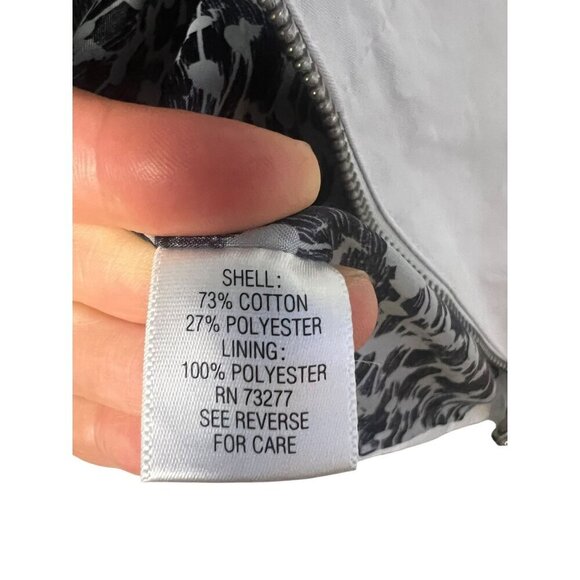 SHELL:
73% COTTON
27% POLYESTER
LINING:
100% POLYESTER
RN 73277
SEE REVERSE
FOR CARE